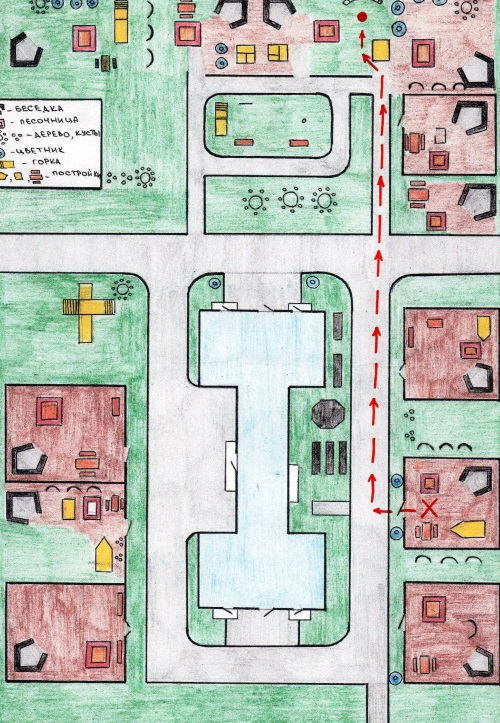 - БЕСЕДКА
- ПЕСОЧНИЦА
- ДЕРЕВО, КУСТЫ
- ЦВЕТНИК
- ГОРКА
- ПОСТРОЙКИ